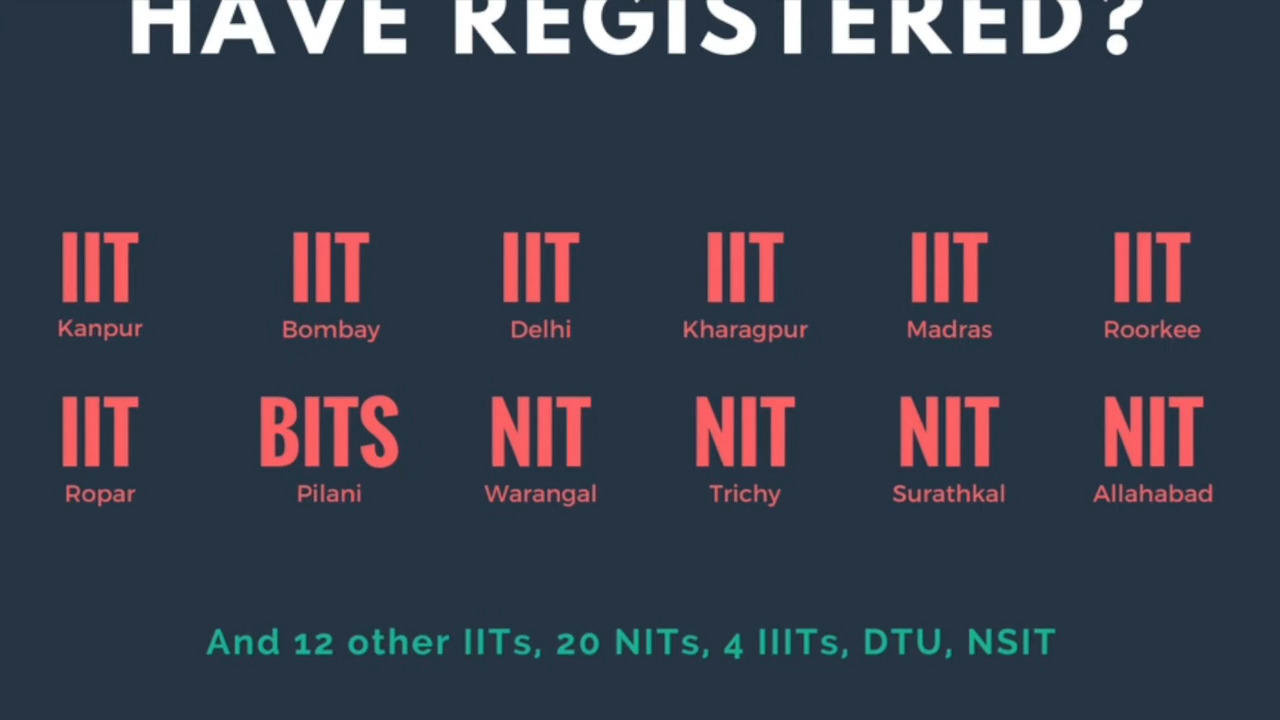 HAVE REGISTERED?
IIT IIT IIT IIT IIT IIT
Kanpur Bombay Delhi Kharagpur Madras Roorkee
IIT BITS NIT NIT NIT NIT
Ropar Pilani Warangal Trichy Surathkal Allahabad
And 12 other IITs, 20 NITs, 4 IIITs, DTU, NSIT